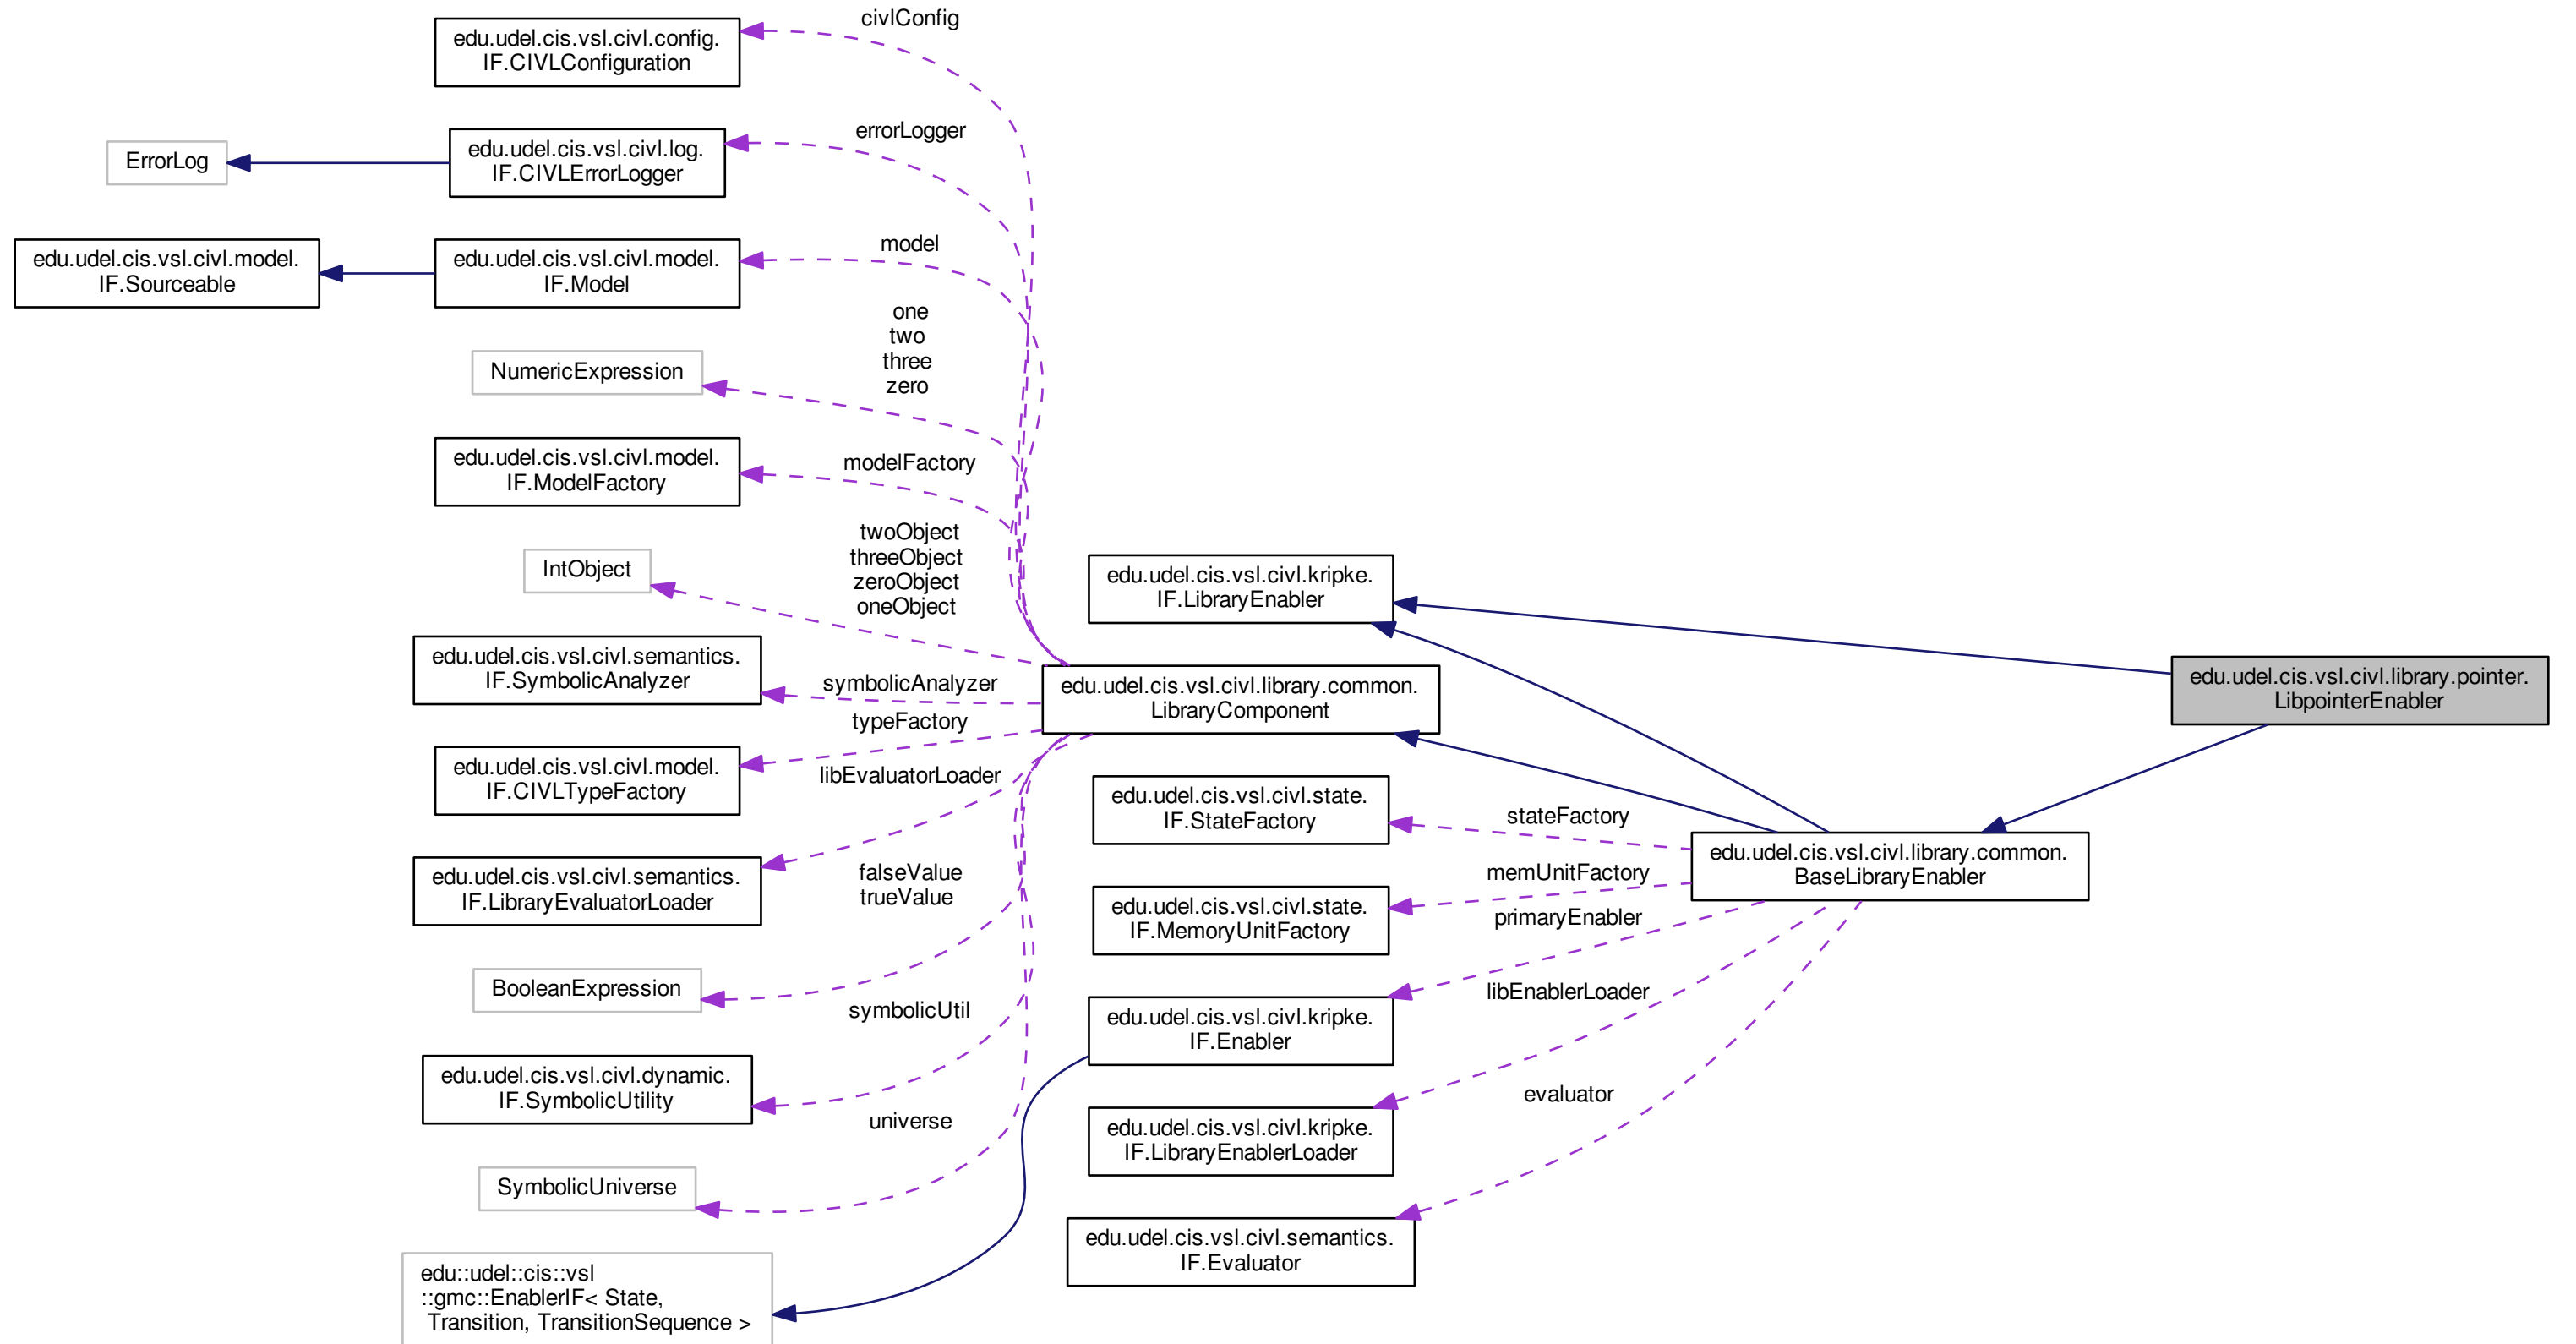 civlConfig
edu.udel.cis.vsl.civl.config.
IF.CIVLConfiguration
errorLogger
ErrorLog
edu.udel.cis.vsl.civl.log.
IF.CIVLErrorLogger
model
edu.udel.cis.vsl.civl.model.
IF.Sourceable
edu.udel.cis.vsl.civl.model.
IF.Model
one
two
three
zero
NumericExpression
modelFactory
edu.udel.cis.vsl.civl.model.
IF.ModelFactory
twoObject
threeObject
zeroObject
oneObject
IntObject
edu.udel.cis.vsl.civl.kripke.
IF.LibraryEnabler
edu.udel.cis.vsl.civl.semantics.
IF.SymbolicAnalyzer
symbolicAnalyzer
edu.udel.cis.vsl.civl.library.common.
LibraryComponent
edu.udel.cis.vsl.civl.library.pointer.
LibpointerEnabler
typeFactory
edu.udel.cis.vsl.civl.model.
IF.CIVLTypeFactory
libEvaluatorLoader
edu.udel.cis.vsl.civl.state.
IF.StateFactory
stateFactory
edu.udel.cis.vsl.civl.library.common.
BaseLibraryEnabler
edu.udel.cis.vsl.civl.semantics.
IF.LibraryEvaluatorLoader
falseValue
trueValue
edu.udel.cis.vsl.civl.state.
IF.MemoryUnitFactory
memUnitFactory
primaryEnabler
BooleanExpression
symbolicUtil
edu.udel.cis.vsl.civl.kripke.
IF.Enabler
libEnablerLoader
edu.udel.cis.vsl.civl.dynamic.
IF.SymbolicUtility
universe
edu.udel.cis.vsl.civl.kripke.
IF.LibraryEnablerLoader
evaluator
SymbolicUniverse
edu.udel.cis.vsl.civl.semantics.
IF.Evaluator
edu::udel::cis::vsl
::gmc::EnablerIF< State,
Transition, TransitionSequence >